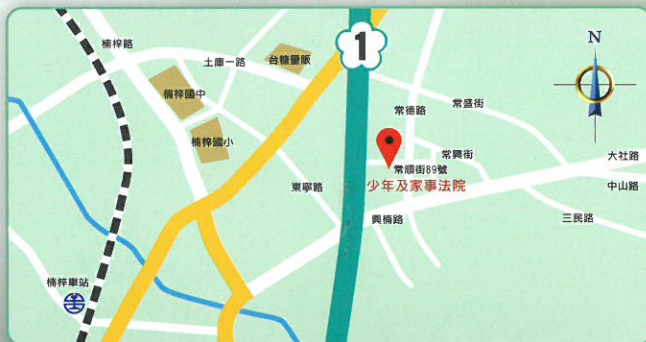 楠梓路
土庫一路
台糖量販
1
N
楠梓國中
常德路
常盛街
楠梓國小
常興街
大社路
常順街89號
少年及家事法院
中山路
東寧路
興楠路
三民路
楠梓車站